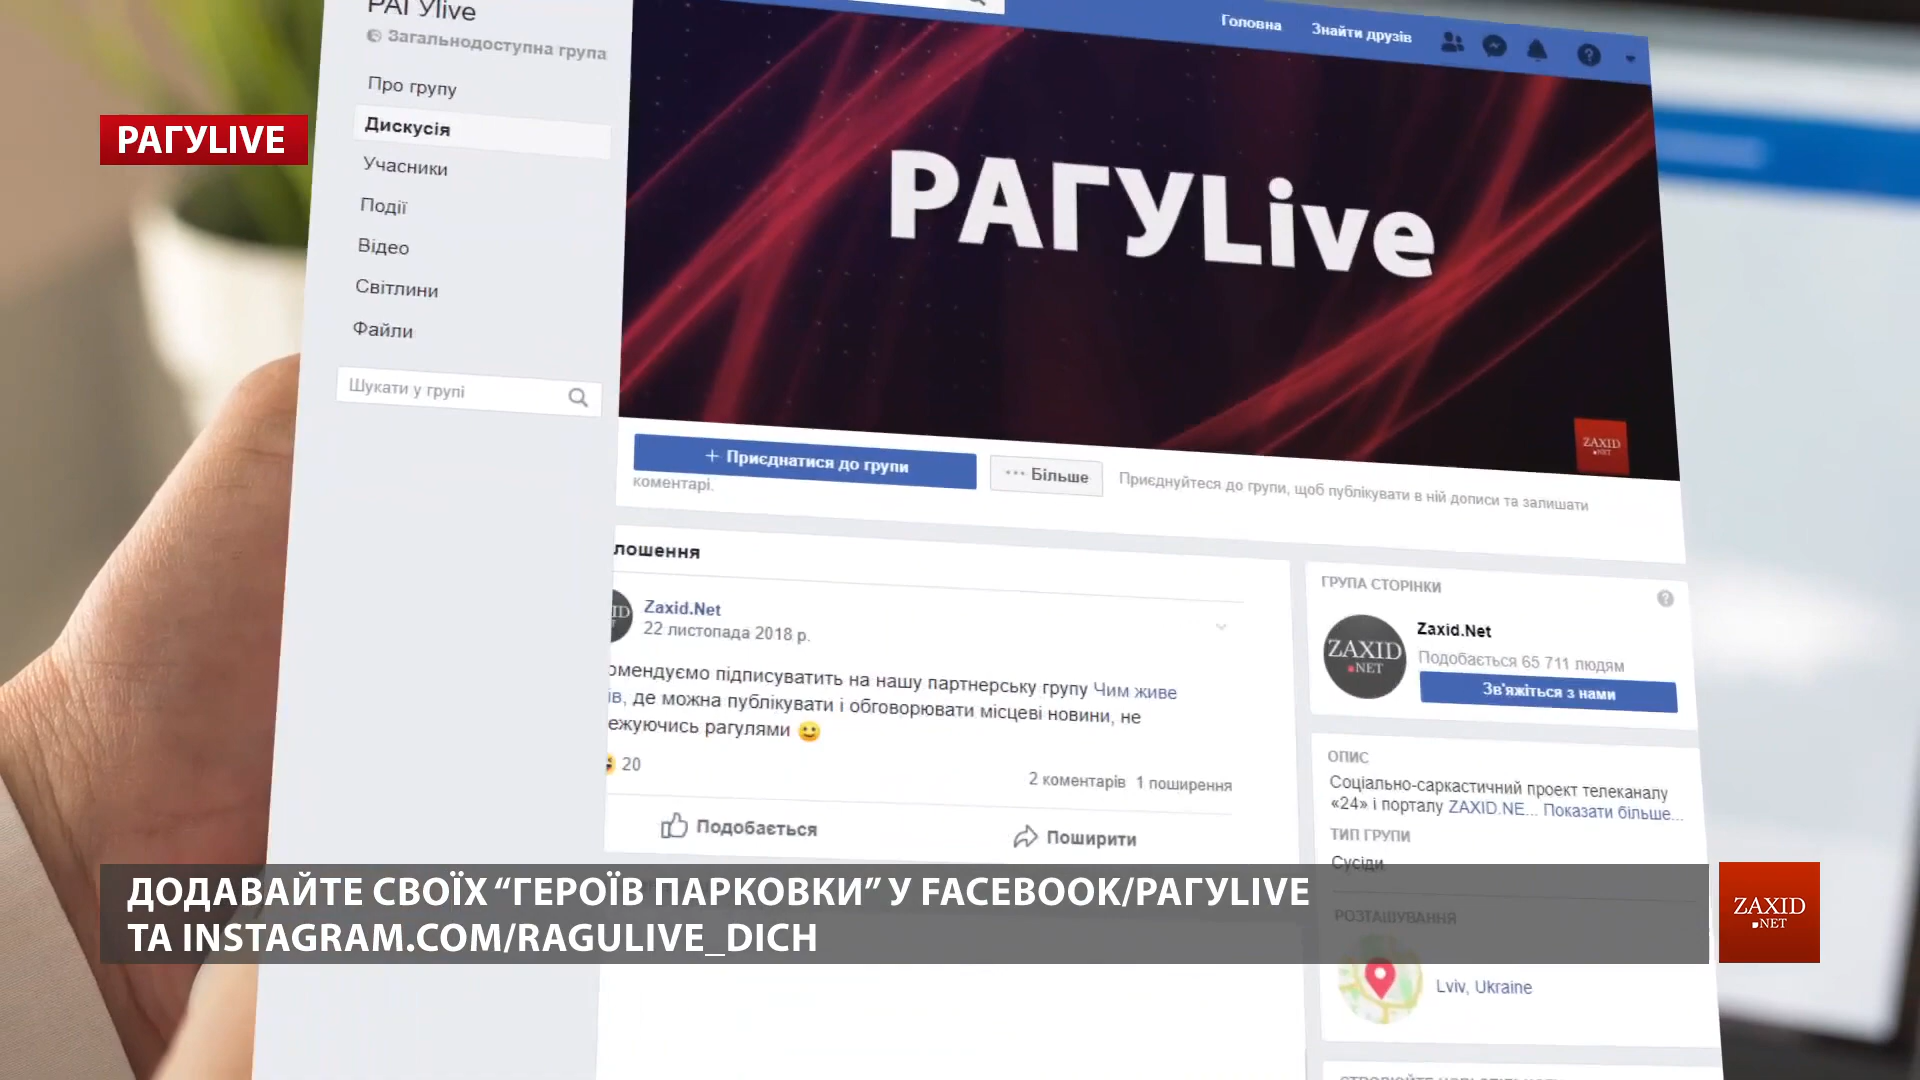 РАГУlive
Загальнодоступна група
Про групу
Дискусія
Учасники
Події
Відео
Світлини
Файли
Шукати у групі
РАГУLIVE
Головна
Знайти друзів
РАГУLive
ZAXID
.NET
+ Приєднатися до групи
··· Більше
Приєднуйтеся до групи, щоб публікувати в ній дописи та залишати
коментарі.
лошення
Zaxid.Net
22 листопада 2018 р.
омендуємо підписуватить на нашу партнерську групу Чим живе
ів, де можна публікувати і обговорювати місцеві новини, не
ежуючись рагулями
20
2 коментарів 1 поширення
Подобається
Поширити
ГРУПА СТОРІНКИ
ZAXID
.NET
Zaxid.Net
Подобається 65 711 людям
Зв'яжіться з нами
ОПИС
Соціально-саркастичний проект телеканалу
«24» і порталу ZAXID.NE... Показати більше...
ТИП ГРУПИ
Сусіди
РОЗТАШУВАННЯ
Lviv, Ukraine
ДОДАВАЙТЕ СВОЇХ “ГЕРОЇВ ПАРКОВКИ” У FACEBOOK/РАГУLIVE
ТА INSTAGRAM.COM/RAGULIVE_DICH
ZAXID
.NET